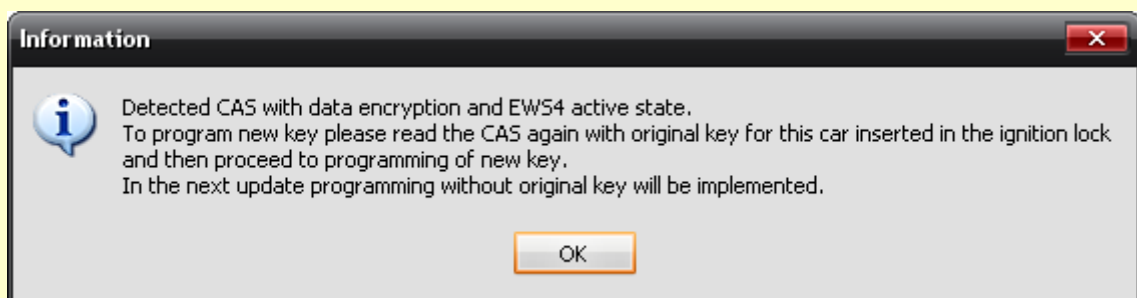 Information
Detected CAS with data encryption and EWS4 active state.
To program new key please read the CAS again with original key for this car inserted in the ignition lock
and then proceed to programming of new key.
In the next update programming without original key will be implemented.
OK